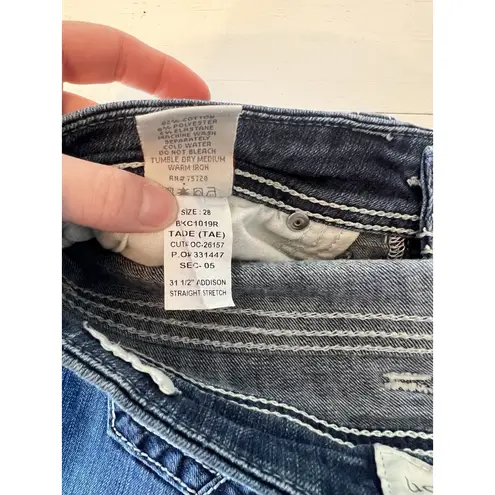 COTTON
POLYESTER
ELASTANE
MACHINE WASH
SEPARATELY
COLD WATER
DO NOT BLEACH
TUMBLE DRY MEDIUM
WARM IRON
RN# 75720
SIZE : 28
BKC1019R
TADE (TAE)
CUT# OC-26157
P.O# 331447
SEC- 05
31 1/2" ADDISON
STRAIGHT STRETCH